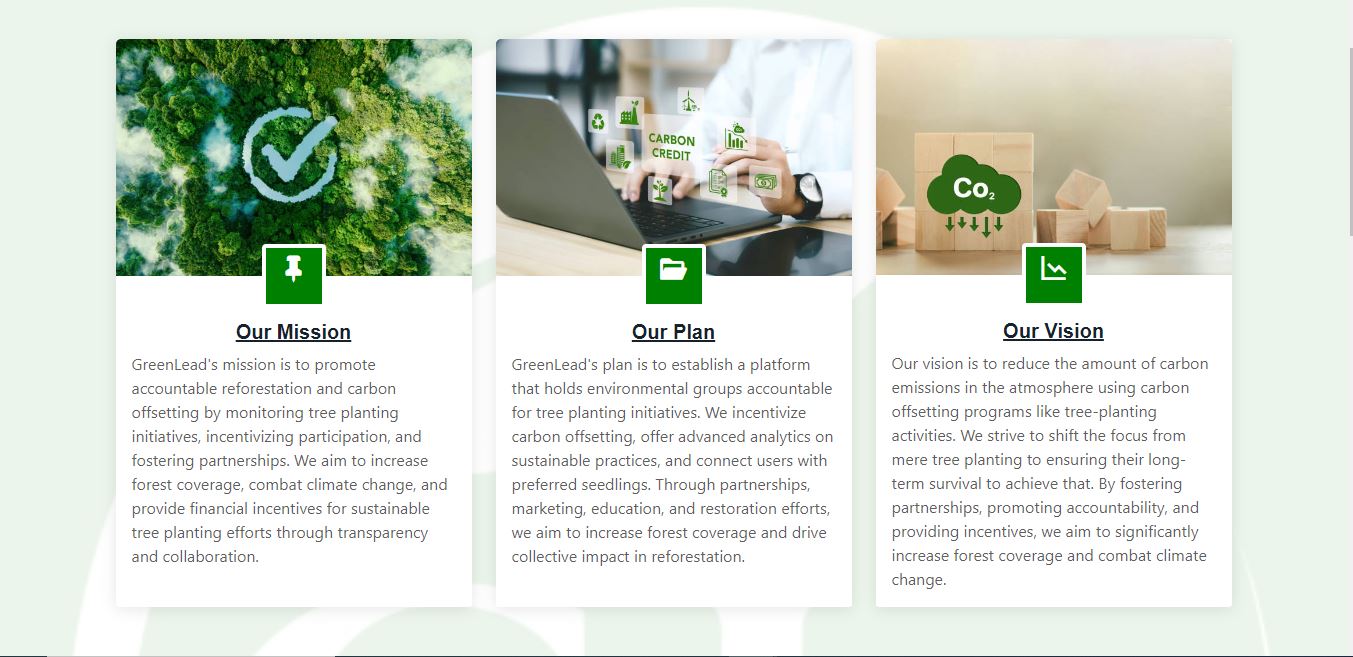 CARBON
CREDIT
Co2
Our Mission
GreenLead's mission is to promote
accountable reforestation and carbon
offsetting by monitoring tree planting
initiatives, incentivizing participation, and
fostering partnerships. We aim to increase
forest coverage, combat climate change, and
provide financial incentives for sustainable
tree planting efforts through transparency
and collaboration.
Our Plan
GreenLead's plan is to establish a platform
that holds environmental groups accountable
for tree planting initiatives. We incentivize
carbon offsetting, offer advanced analytics on
sustainable practices, and connect users with
preferred seedlings. Through partnerships,
marketing, education, and restoration efforts,
we aim to increase forest coverage and drive
collective impact in reforestation.
Our Vision
Our vision is to reduce the amount of carbon
emissions in the atmosphere using carbon
offsetting programs like tree-planting
activities. We strive to shift the focus from
mere tree planting to ensuring their long-
term survival to achieve that. By fostering
partnerships, promoting accountability, and
providing incentives, we aim to significantly
increase forest coverage and combat climate
change.